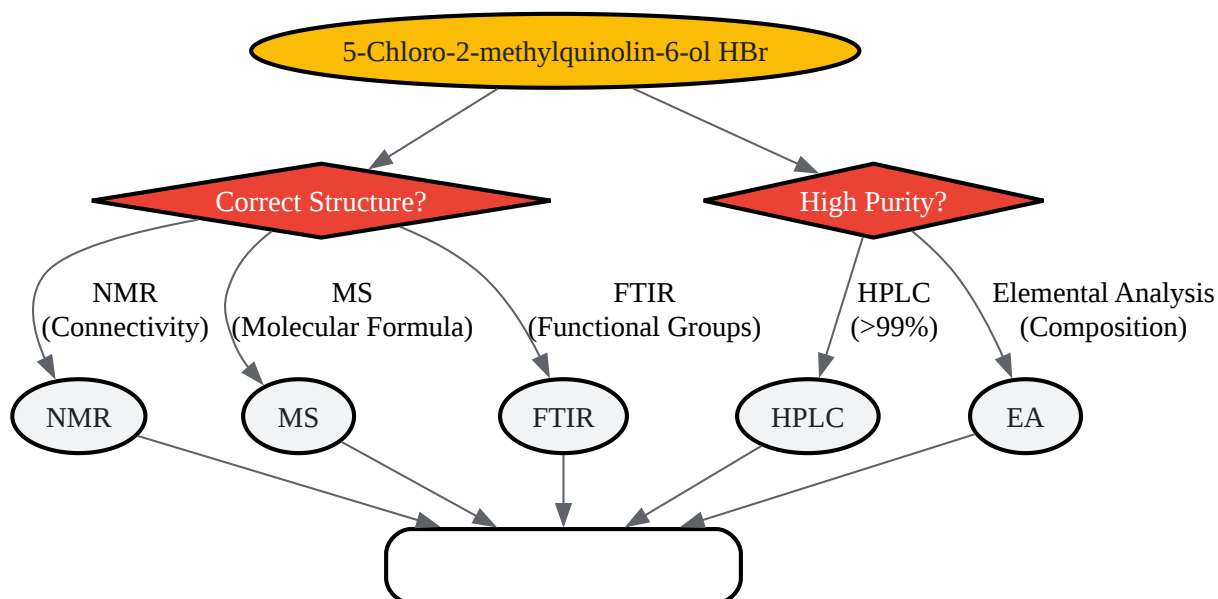 5-Chloro-2-methylquinolin-6-ol HBr
Correct Structure?
High Purity?
NMR
(Connectivity)
MS
(Molecular Formula)
FTIR
(Functional Groups)
HPLC
(>99%)
Elemental Analysis
(Composition)
NMR
MS
FTIR
HPLC
EA